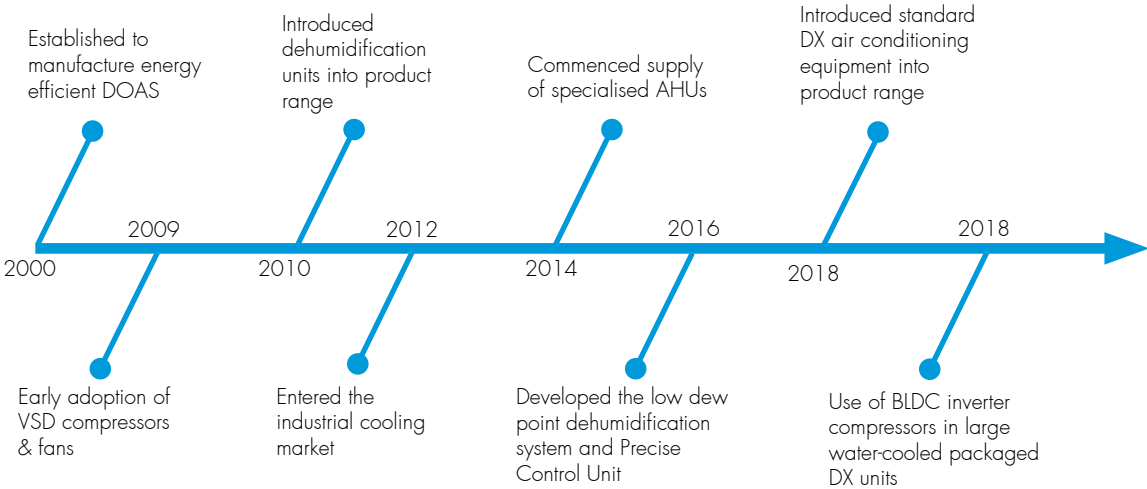 Established to
manufacture energy
efficient DOAS
Introduced
dehumidification
units into product
range
Commenced supply
of specialised AHUs
Introduced standard
DX air conditioning
equipment into
product range
2009
2012
2016
2018
2000
2010
2014
2018
Early adoption of
VSD compressors
& fans
Entered the
industrial cooling
market
Developed the low dew
point dehumidification
system and Precise
Control Unit
Use of BLDC inverter
compressors in large
water-cooled packaged
DX units